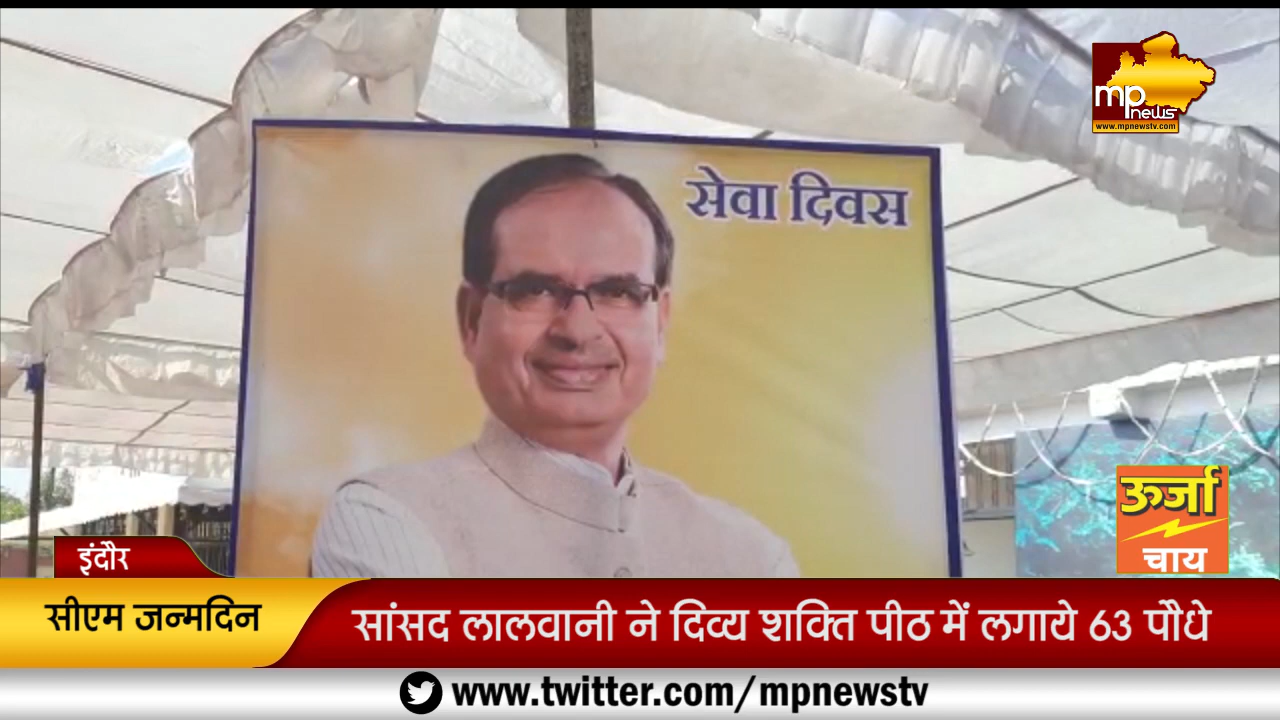 mp
news
www.mpnewstv.com
सेवा दिवस
ऊर्जा
चाय
इंदौर
सीएम जन्मदिन
सांसद लालवानी ने दिव्य शक्ति पीठ में लगाये 63 पौधे
www.twitter.com/mpnewstv